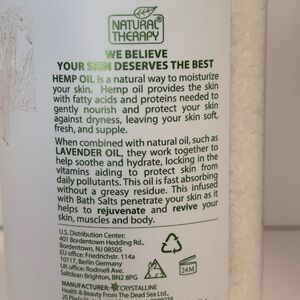 NATURAL®
THERAPY
WE BELIEVE
YOUR SKIN DESERVES THE BEST
HEMP OIL is a natural way to moisturize
your skin. Hemp oil provides the skin
with fatty acids and proteins needed to
gently nourish and protect your skin
against dryness, leaving your skin soft,
fresh, and supple.
When combined with natural oil, such as
LAVENDER OIL, they work together to
help soothe and hydrate, locking in the
vitamins aiding to protect skin from
daily pollutants. This oil is fast absorbing
without a greasy residue. This infused
with Bath Salts penetrate your skin as it
helps to rejuvenate and revive your
skin, muscles and body.
U.S. Distribution Center:
401 Bordentown Hedding Rd.,
Bordentown, NJ 08505
EU office: Friedrichstr. 114a
10117, Berlin Germany
UK office: Rodmell Ave.
Saltdean Brighton, BN2 8PG
24M
MANUFACTURER: CRYSTALLINE
Health & Beauty From The Dead Sea Ltd.